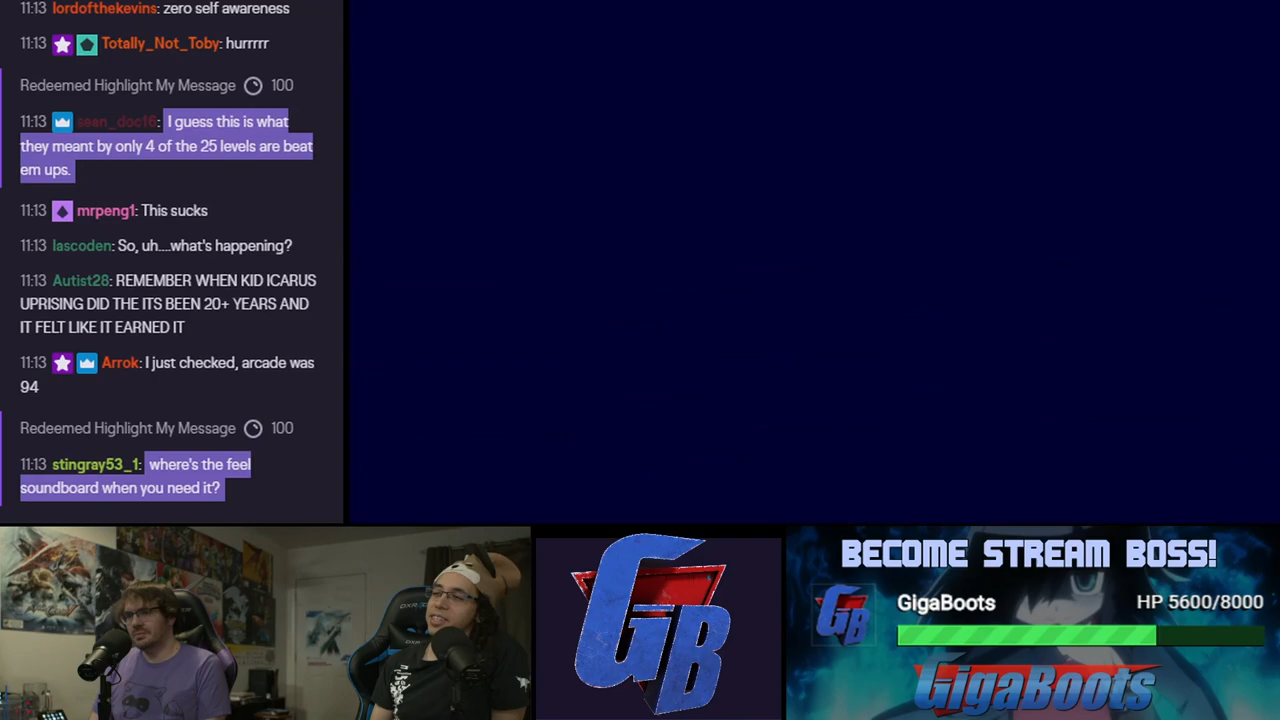 11:13 lordofthekevins: zero self awareness
11:13 Totally_Not_Toby: hurrrrr
Redeemed Highlight My Message 100
11:13 sean_doc16: I guess this is what
they meant by only 4 of the 25 levels are beat
em ups.
11:13 mrpeng1: This sucks
11:13 lascoden: So, uh....what's happening?
11:13 Autist28: REMEMBER WHEN KID ICARUS
UPRISING DID THE ITS BEEN 20+ YEARS AND
IT FELT LIKE IT EARNED IT
11:13 Arrok: I just checked, arcade was
94
Redeemed Highlight My Message 100
11:13 stingray53_1: where's the feel
soundboard when you need it?
GB
BECOME STREAM BOSS!
GB
GigaBoots HP 5600/8000
GigaBoots